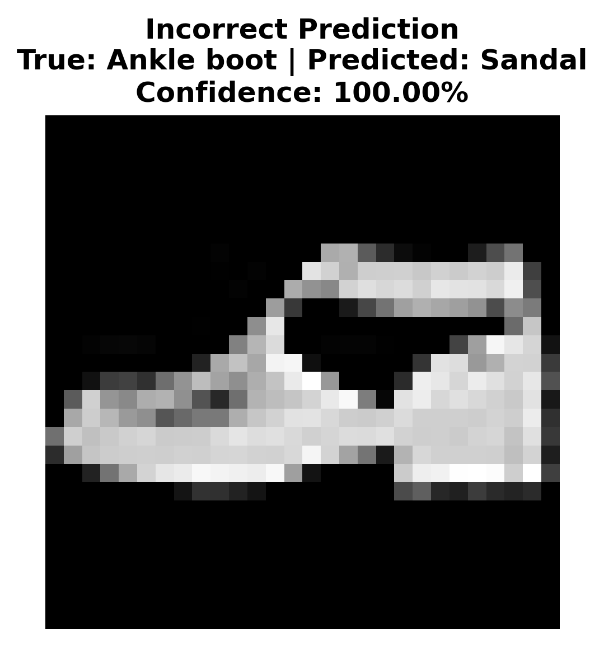 Incorrect Prediction
True: Ankle boot | Predicted: Sandal
Confidence: 100.00%